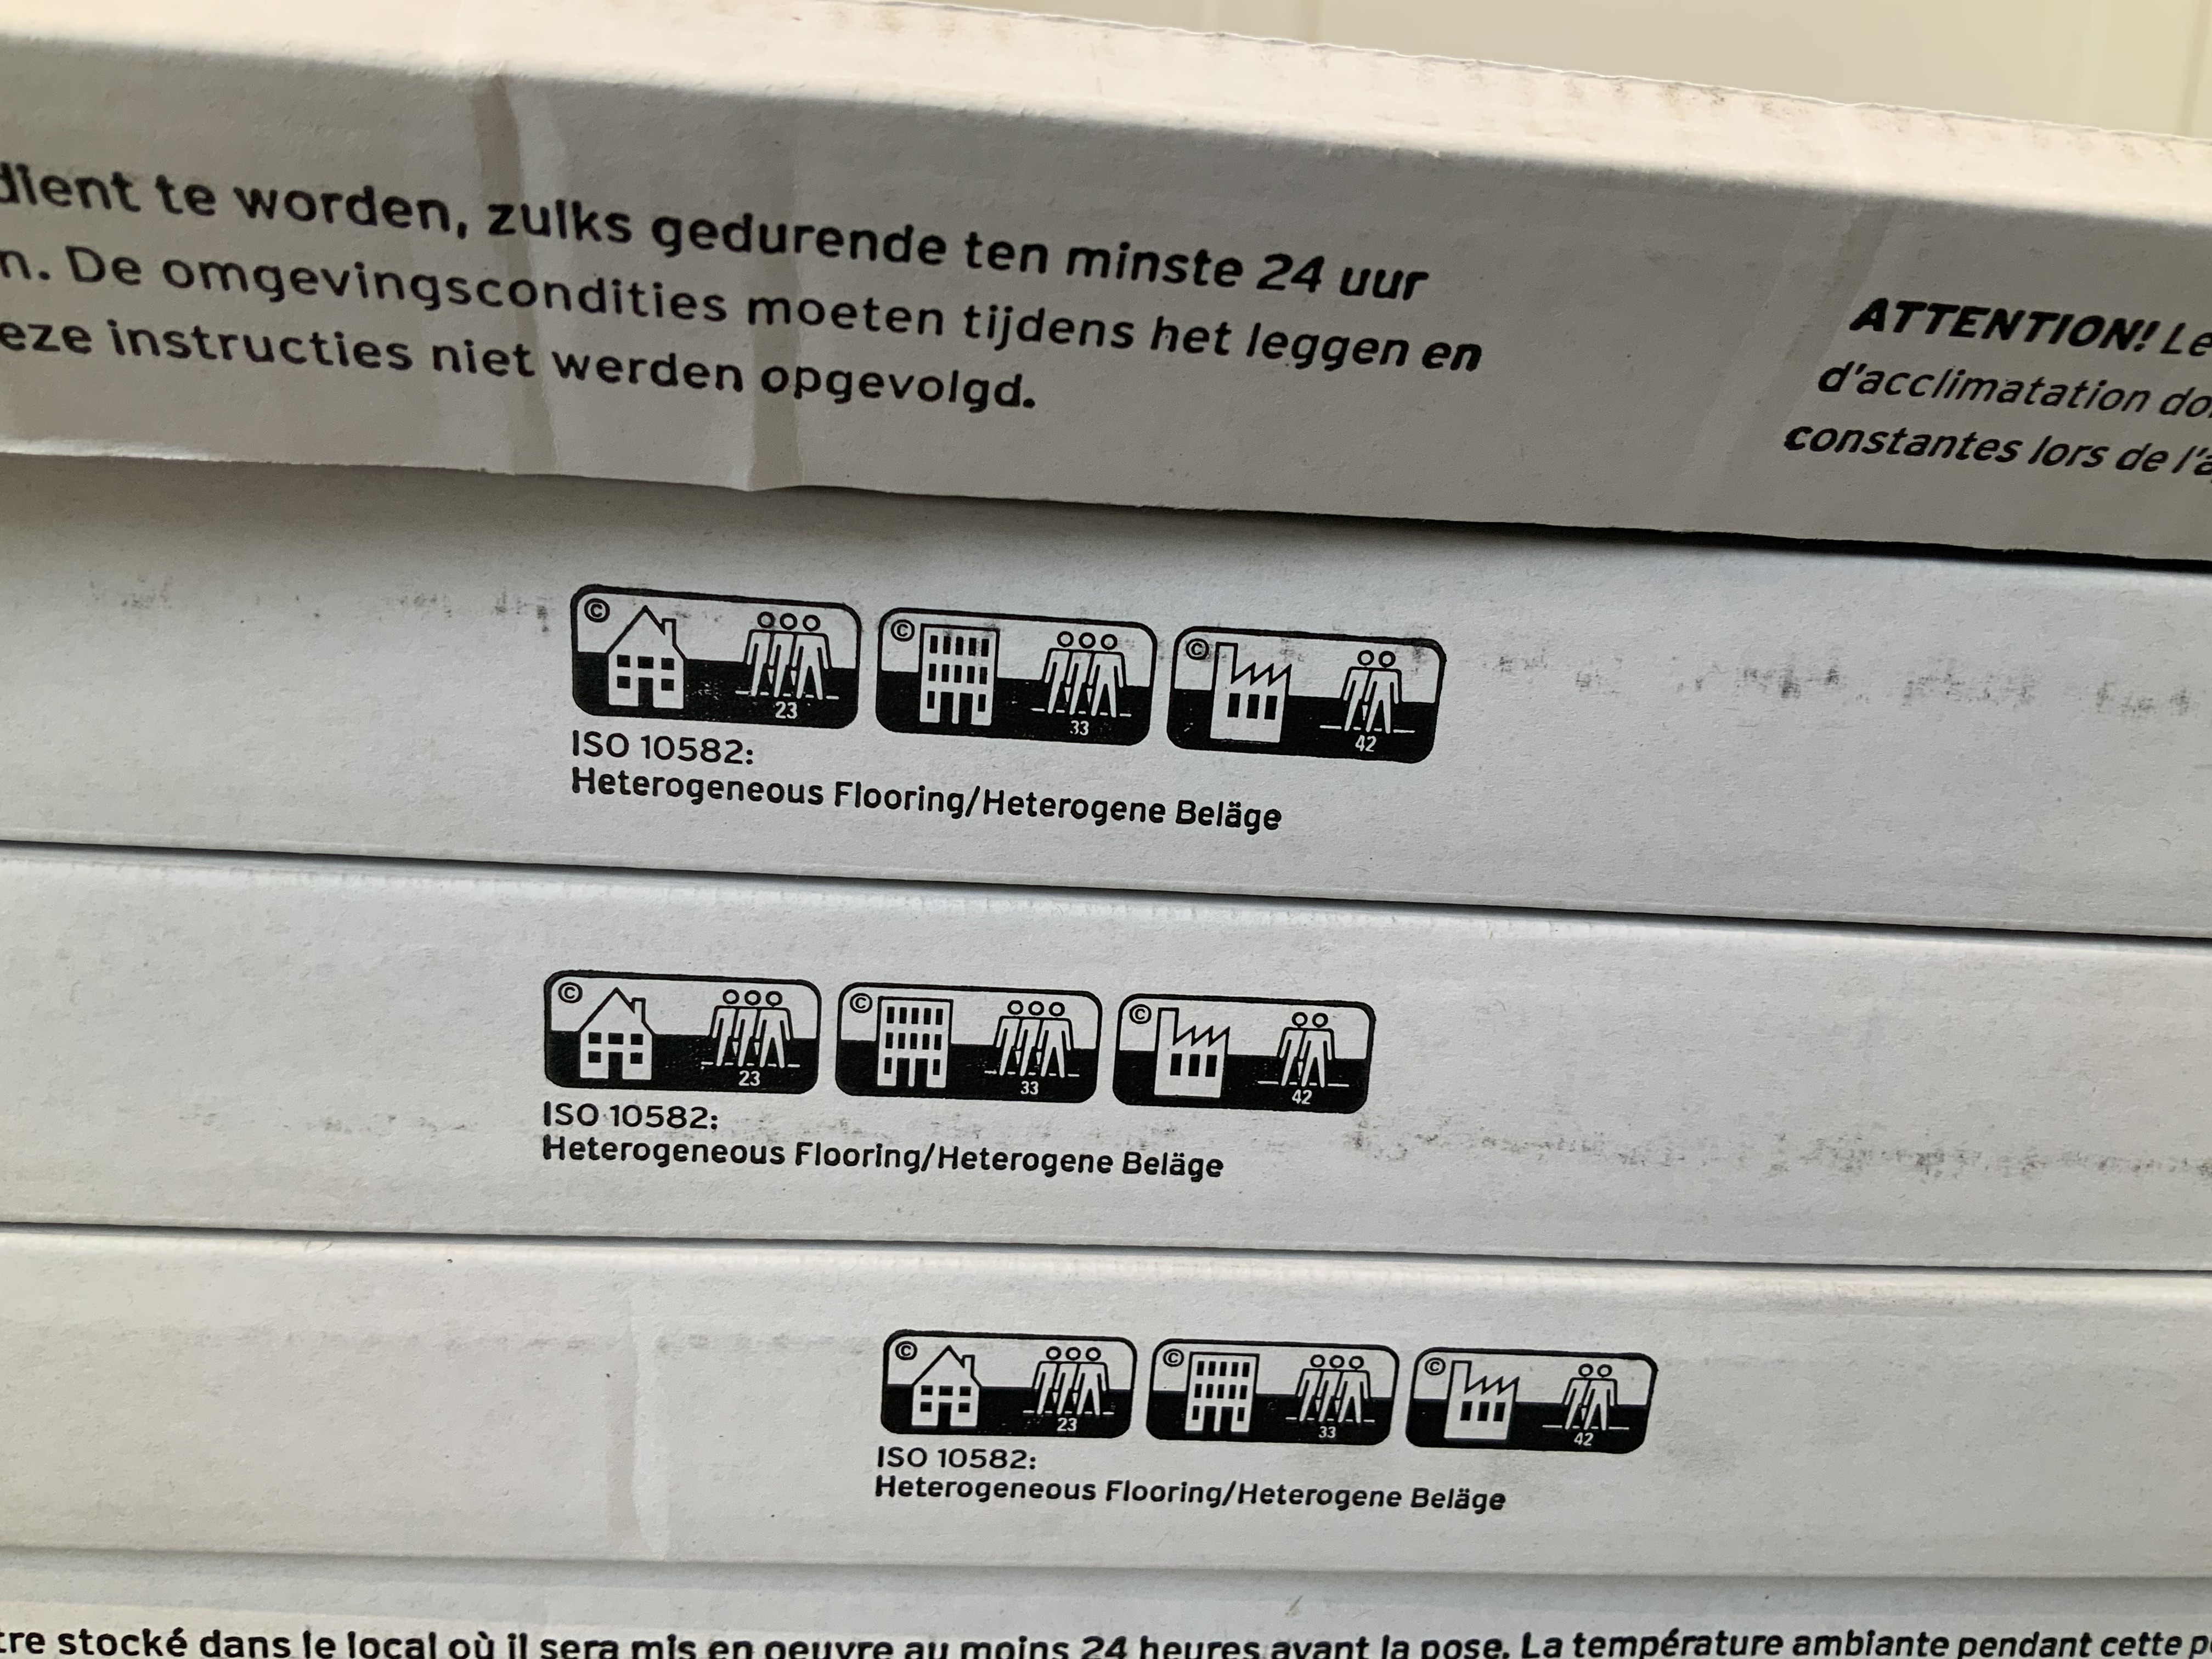 dient te worden, zulks gedurende ten minste 24 uur
n. De omgevingscondities moeten tijdens het leggen en
eze instructies niet werden opgevolgd.
ATTENTION! Le
d'acclimatation do
constantes lors de l'a
© 23 © 33 © 42
ISO 10582:
Heterogeneous Flooring/Heterogene Beläge
© 23 © 33 © 42
ISO 10582:
Heterogeneous Flooring/Heterogene Beläge
© 23 © 33 © 42
ISO 10582:
Heterogeneous Flooring/Heterogene Beläge
tre stocké dans le local où il sera mis en oeuvre au moins 24 heures avant la pose. La température ambiante pendant cette p